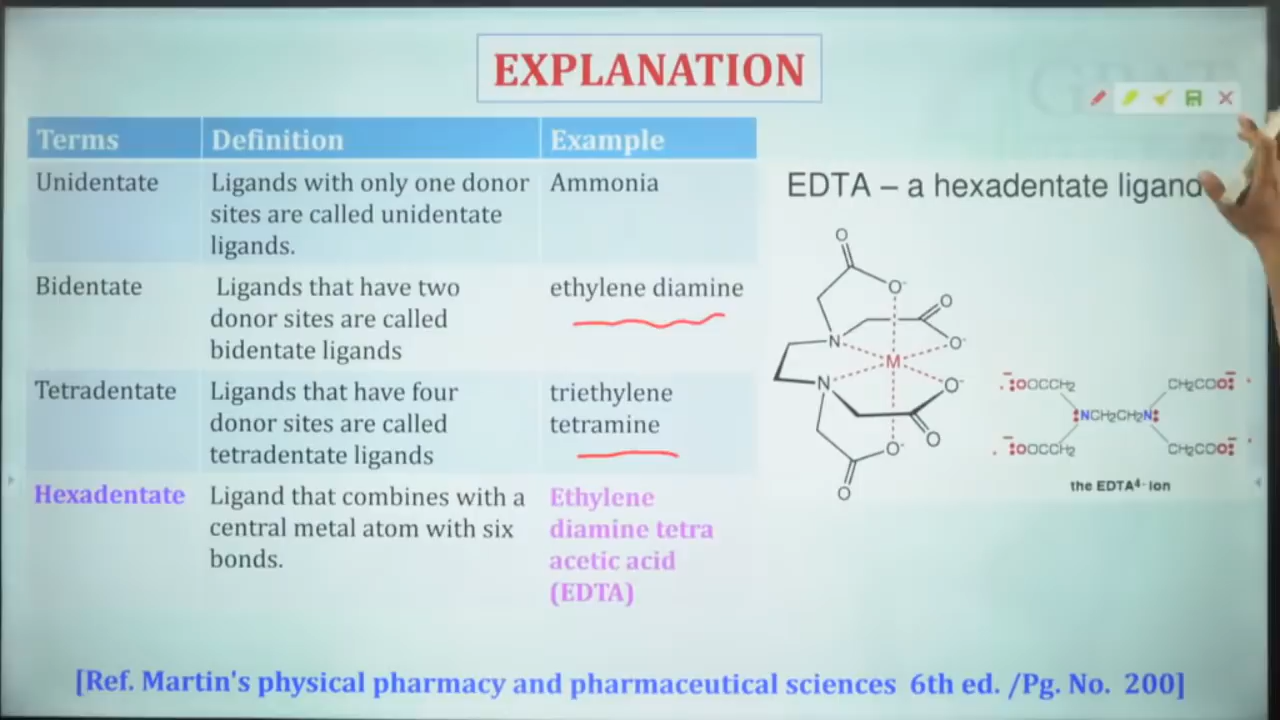 EXPLANATION
GPAT
Terms Definition Example
Unidentate Ligands with only one donor Ammonia
sites are called unidentate
ligands.
Bidentate Ligands that have two ethylene diamine
donor sites are called
bidentate ligands
Tetradentate Ligands that have four triethylene
donor sites are called tetramine
tetradentate ligands
Hexadentate Ligand that combines with a Ethylene
central metal atom with six diamine tetra
bonds. acetic acid
(EDTA)
EDTA – a hexadentate ligand
O
O-
O
N O-
M
N O-
O
O-
O
-:OOCCH2 CH2COO:-
:NCH2CH2N:
-:OOCCH2 CH2COO:-
the EDTA4- ion
[Ref. Martin's physical pharmacy and pharmaceutical sciences 6th ed. /Pg. No. 200]